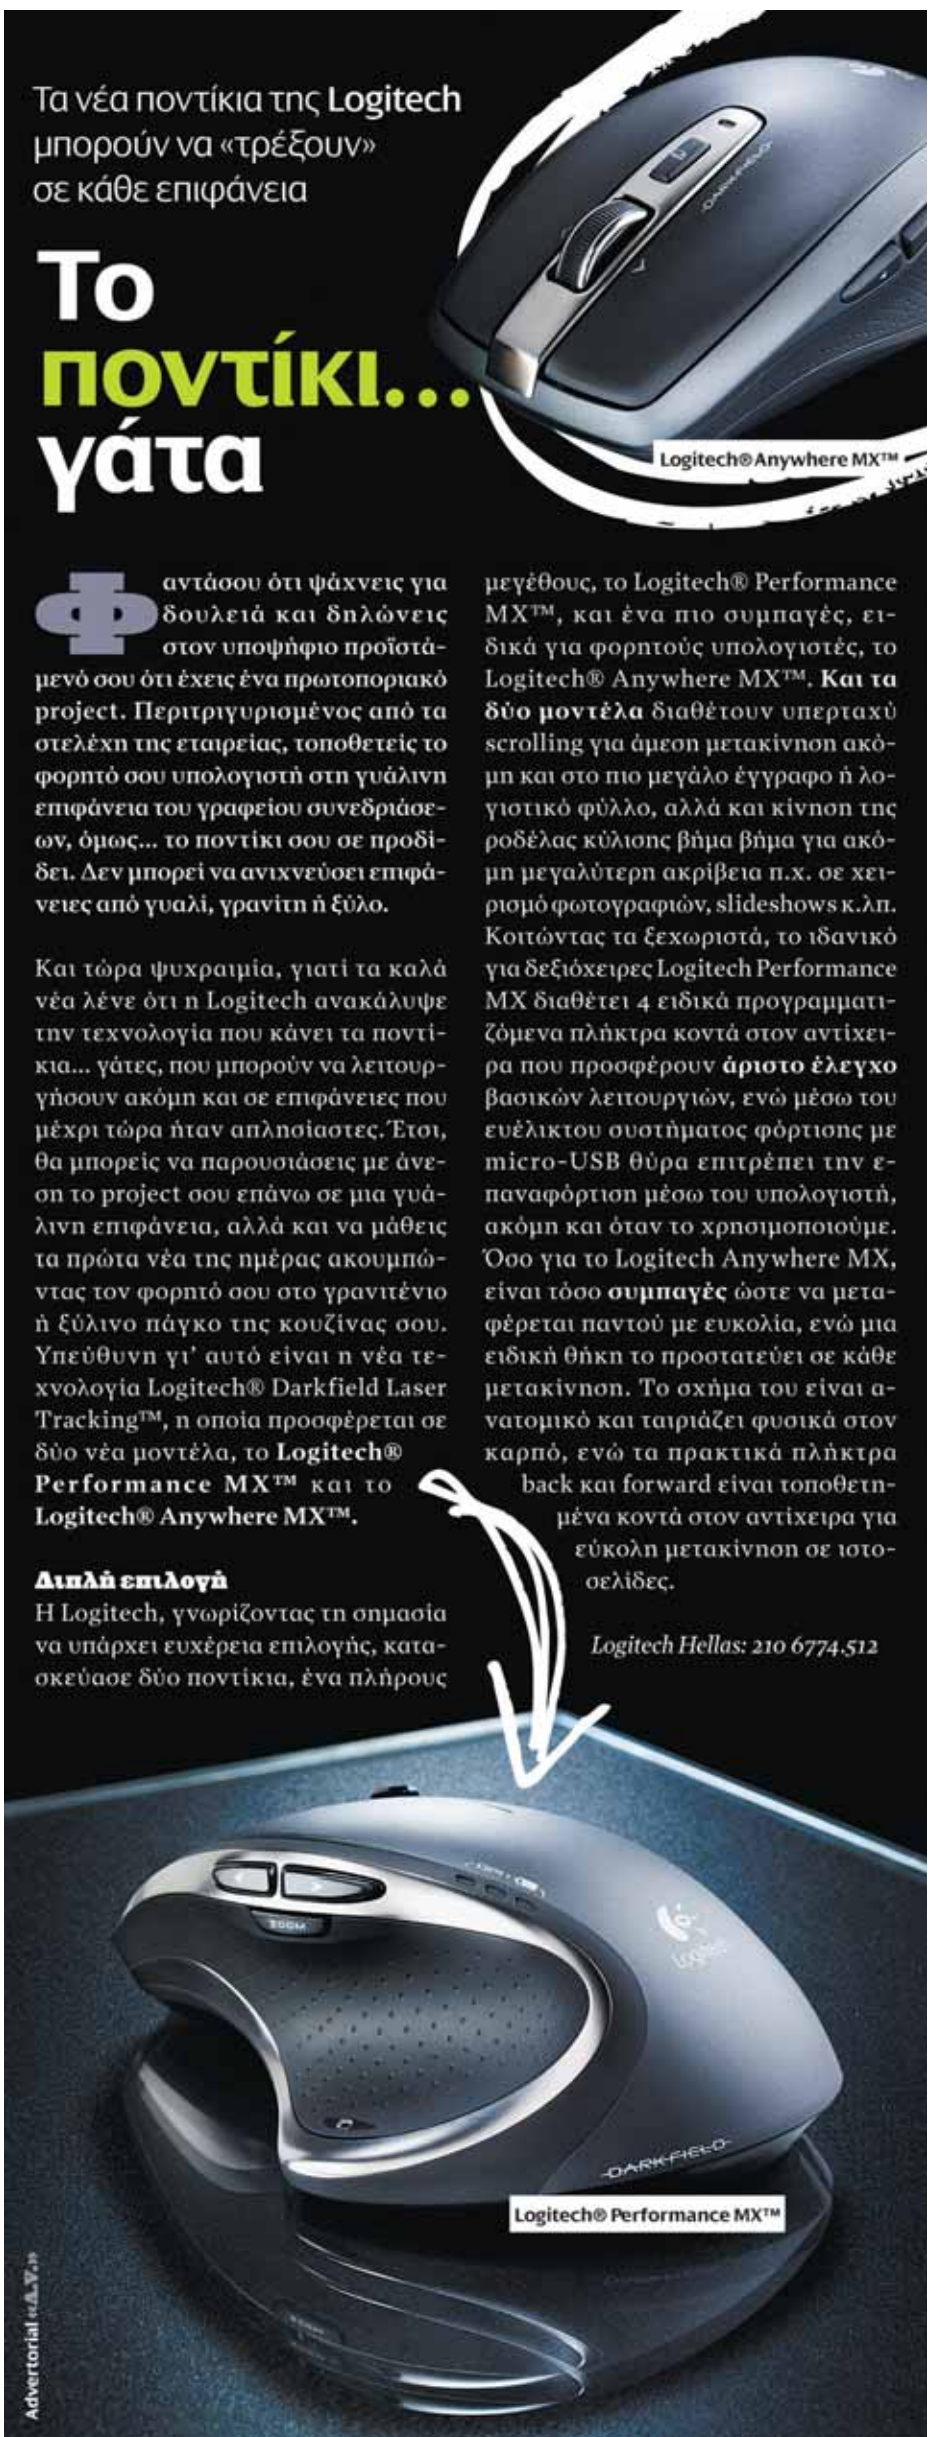 Τα νέα ποντίκια της Logitech
μπορούν να «τρέξουν»
σε κάθε επιφάνεια
Το
ποντίκι...
γάτα
DARKFIELD
Logitech® Anywhere MX™
Φαντάσου ότι ψάχνεις για
δουλειά και δηλώνεις
στον υποψήφιο προϊστά-
μενό σου ότι έχεις ένα πρωτοποριακό
project. Περιτριγυρισμένος από τα
στελέχη της εταιρείας, τοποθετείς το
φορητό σου υπολογιστή στη γυάλινη
επιφάνεια του γραφείου συνεδριάσε-
ων, όμως... το ποντίκι σου σε προδί-
δει. Δεν μπορεί να ανιχνεύσει επιφά-
νειες από γυαλί, γρανίτη ή ξύλο.
Και τώρα ψυχραιμία, γιατί τα καλά
νέα λένε ότι η Logitech ανακάλυψε
την τεχνολογία που κάνει τα ποντί-
κια... γάτες, που μπορούν να λειτουρ-
γήσουν ακόμη και σε επιφάνειες που
μέχρι τώρα ήταν απλησίαστες. Έτσι,
θα μπορείς να παρουσιάσεις με άνε-
ση το project σου επάνω σε μια γυά-
λινη επιφάνεια, αλλά και να μάθεις
τα πρώτα νέα της ημέρας ακουμπώ-
ντας τον φορητό σου στο γρανιτένιο
ή ξύλινο πάγκο της κουζίνας σου.
Υπεύθυνη γι' αυτό είναι η νέα τε-
χνολογία Logitech® Darkfield Laser
Tracking™, η οποία προσφέρεται σε
δύο νέα μοντέλα, το Logitech®
Performance MX™ και το
Logitech® Anywhere MX™.
Διπλή επιλογή
Η Logitech, γνωρίζοντας τη σημασία
να υπάρχει ευχέρεια επιλογής, κατα-
σκεύασε δύο ποντίκια, ένα πλήρους
μεγέθους, το Logitech® Performance
MX™, και ένα πιο συμπαγές, ει-
δικά για φορητούς υπολογιστές, το
Logitech® Anywhere MX™. Και τα
δύο μοντέλα διαθέτουν υπερταχύ
scrolling για άμεση μετακίνηση ακό-
μη και στο πιο μεγάλο έγγραφο ή λο-
γιστικό φύλλο, αλλά και κίνηση της
ροδέλας κύλισης βήμα βήμα για ακό-
μη μεγαλύτερη ακρίβεια π.χ. σε χει-
ρισμό φωτογραφιών, slideshows κ.λπ.
Κοιτώντας τα ξεχωριστά, το ιδανικό
για δεξιόχειρες Logitech Performance
MX διαθέτει 4 ειδικά προγραμματι-
ζόμενα πλήκτρα κοντά στον αντίχει-
ρα που προσφέρουν άριστο έλεγχο
βασικών λειτουργιών, ενώ μέσω του
ευέλικτου συστήματος φόρτισης με
micro-USB θύρα επιτρέπει την ε-
παναφόρτιση μέσω του υπολογιστή,
ακόμη και όταν το χρησιμοποιούμε.
Όσο για το Logitech Anywhere MX,
είναι τόσο συμπαγές ώστε να μετα-
φέρεται παντού με ευκολία, ενώ μια
ειδική θήκη το προστατεύει σε κάθε
μετακίνηση. Το σχήμα του είναι α-
νατομικό και ταιριάζει φυσικά στον
καρπό, ενώ τα πρακτικά πλήκτρα
back και forward είναι τοποθετη-
μένα κοντά στον αντίχειρα για
εύκολη μετακίνηση σε ιστο-
σελίδες.
Logitech Hellas: 210 6774.512
ZOOM
Logitech
DARKFIELD
Logitech® Performance MX™
Advertorial «Δ.Υ.»